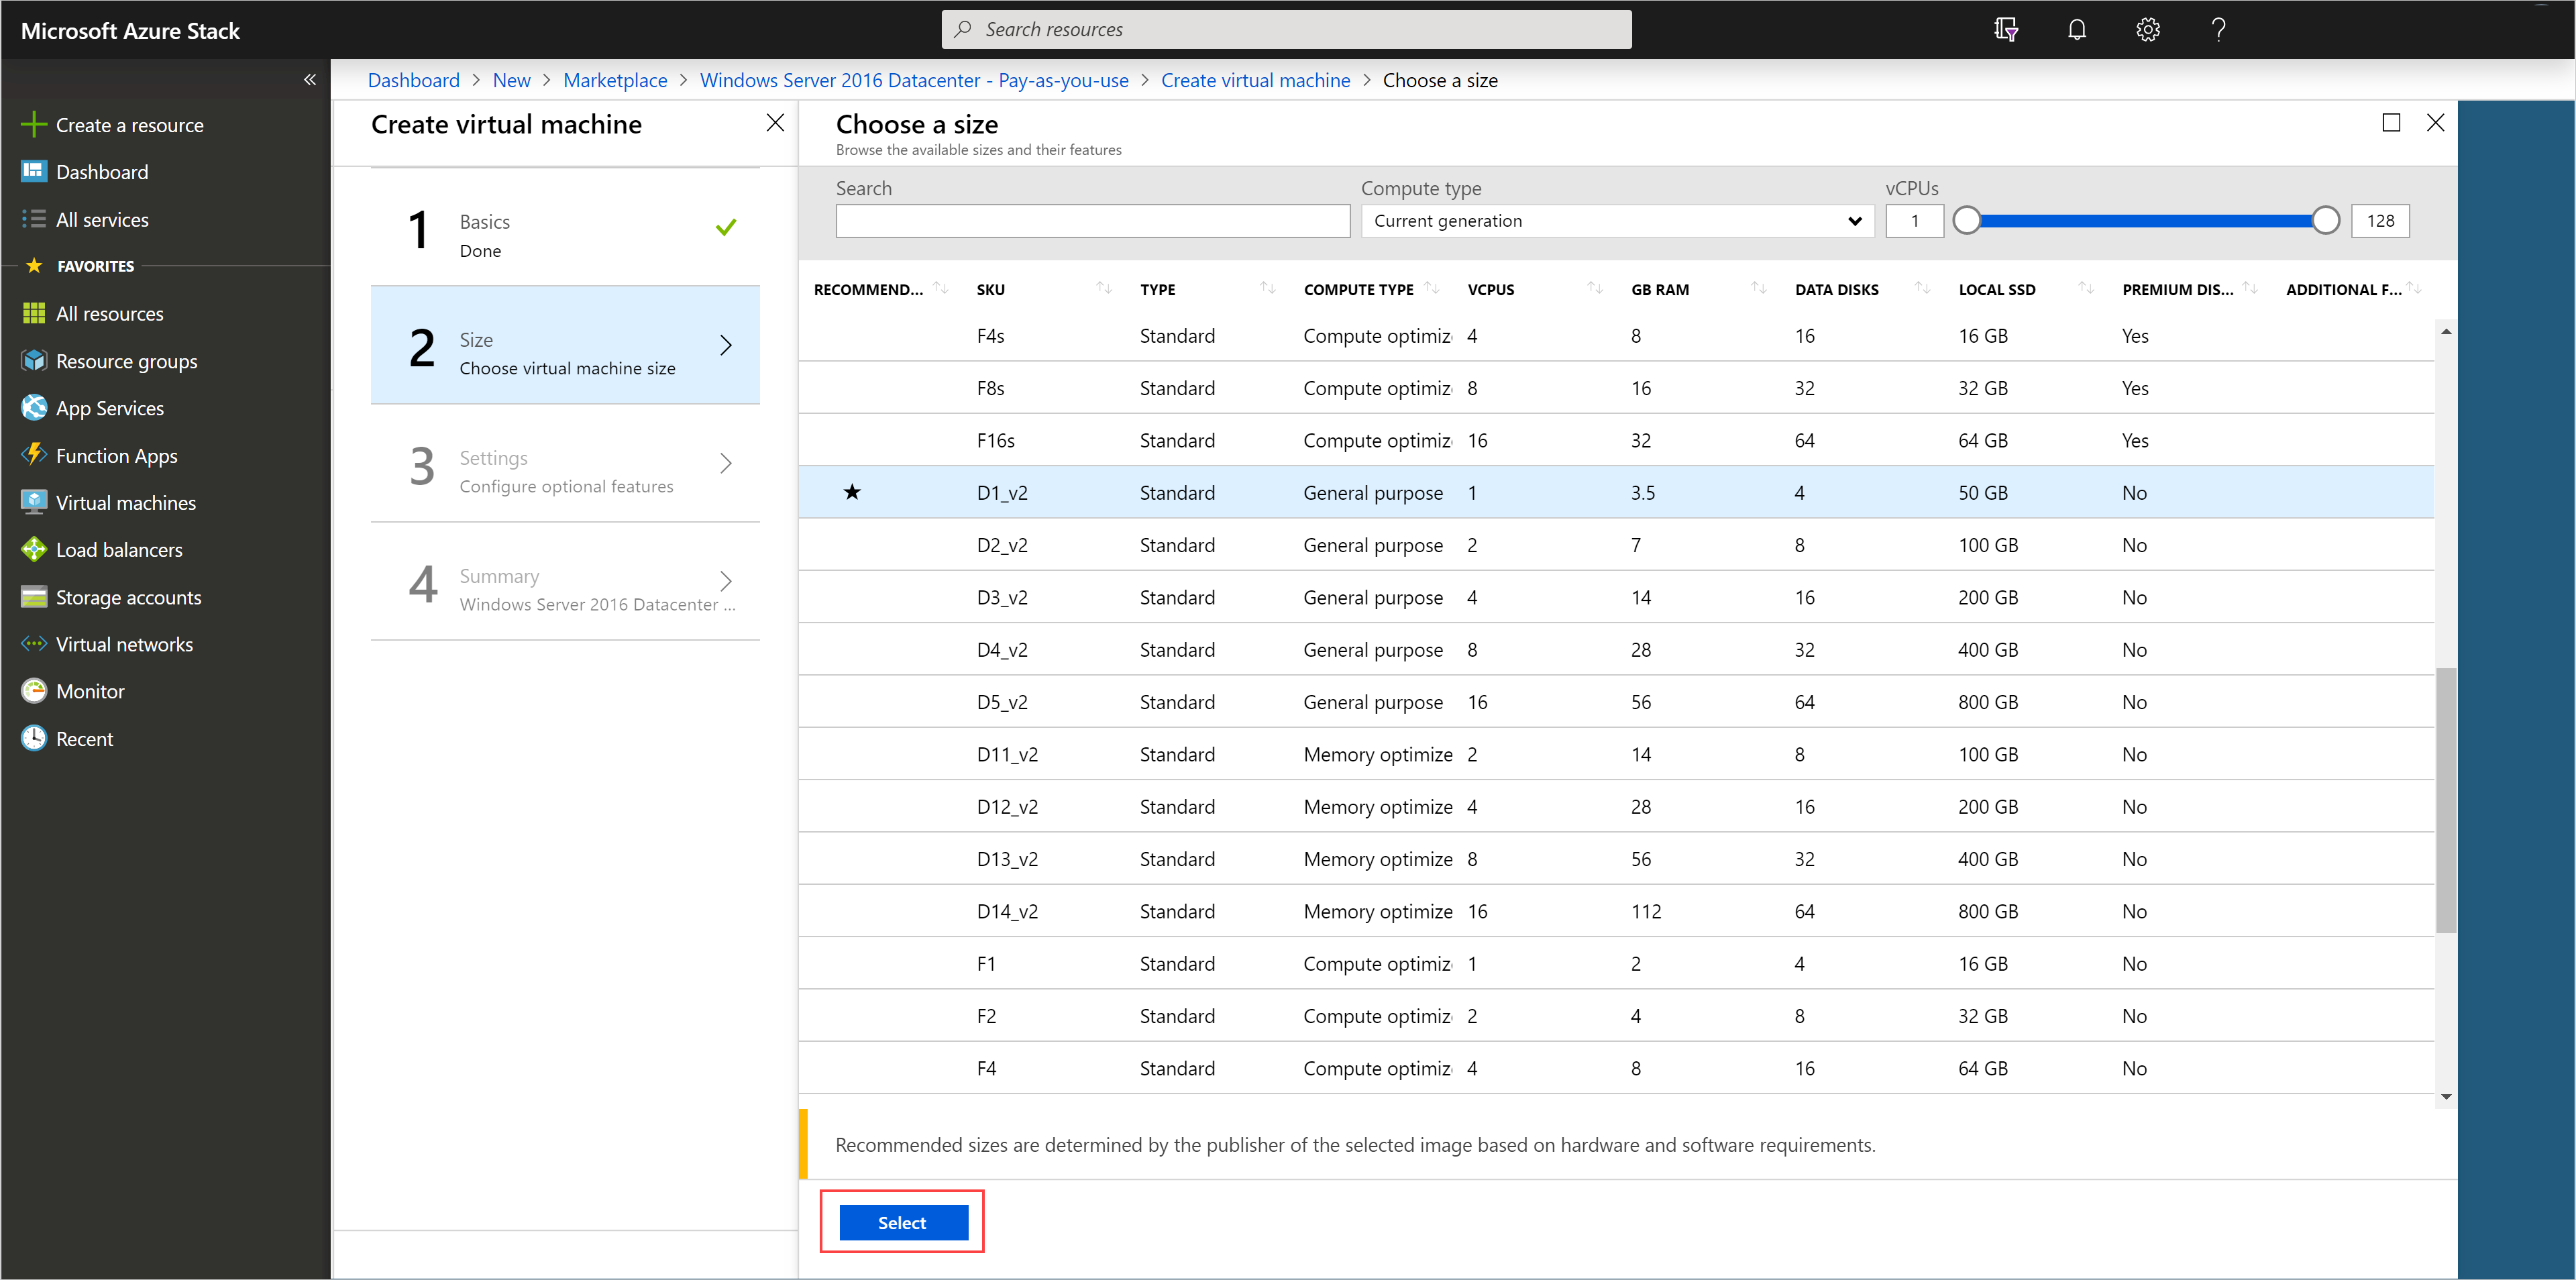 Microsoft Azure Stack
Search resources
Dashboard > New > Marketplace > Windows Server 2016 Datacenter - Pay-as-you-use > Create virtual machine > Choose a size
Create a resource
Dashboard
All services
FAVORITES
All resources
Resource groups
App Services
Function Apps
Virtual machines
Load balancers
Storage accounts
Virtual networks
Monitor
Recent
Create virtual machine
1 Basics
Done
2 Size
Choose virtual machine size
3 Settings
Configure optional features
4 Summary
Windows Server 2016 Datacenter ...
Choose a size
Browse the available sizes and their features
Search Compute type vCPUs
Current generation 1 128
RECOMMEND... SKU TYPE COMPUTE TYPE VCPUS GB RAM DATA DISKS LOCAL SSD PREMIUM DIS... ADDITIONAL F...
F4s Standard Compute optimiz 4 8 16 16 GB Yes
F8s Standard Compute optimiz 8 16 32 32 GB Yes
F16s Standard Compute optimiz 16 32 64 64 GB Yes
★ D1_v2 Standard General purpose 1 3.5 4 50 GB No
D2_v2 Standard General purpose 2 7 8 100 GB No
D3_v2 Standard General purpose 4 14 16 200 GB No
D4_v2 Standard General purpose 8 28 32 400 GB No
D5_v2 Standard General purpose 16 56 64 800 GB No
D11_v2 Standard Memory optimize 2 14 8 100 GB No
D12_v2 Standard Memory optimize 4 28 16 200 GB No
D13_v2 Standard Memory optimize 8 56 32 400 GB No
D14_v2 Standard Memory optimize 16 112 64 800 GB No
F1 Standard Compute optimiz 1 2 4 16 GB No
F2 Standard Compute optimiz 2 4 8 32 GB No
F4 Standard Compute optimiz 4 8 16 64 GB No
Recommended sizes are determined by the publisher of the selected image based on hardware and software requirements.
Select